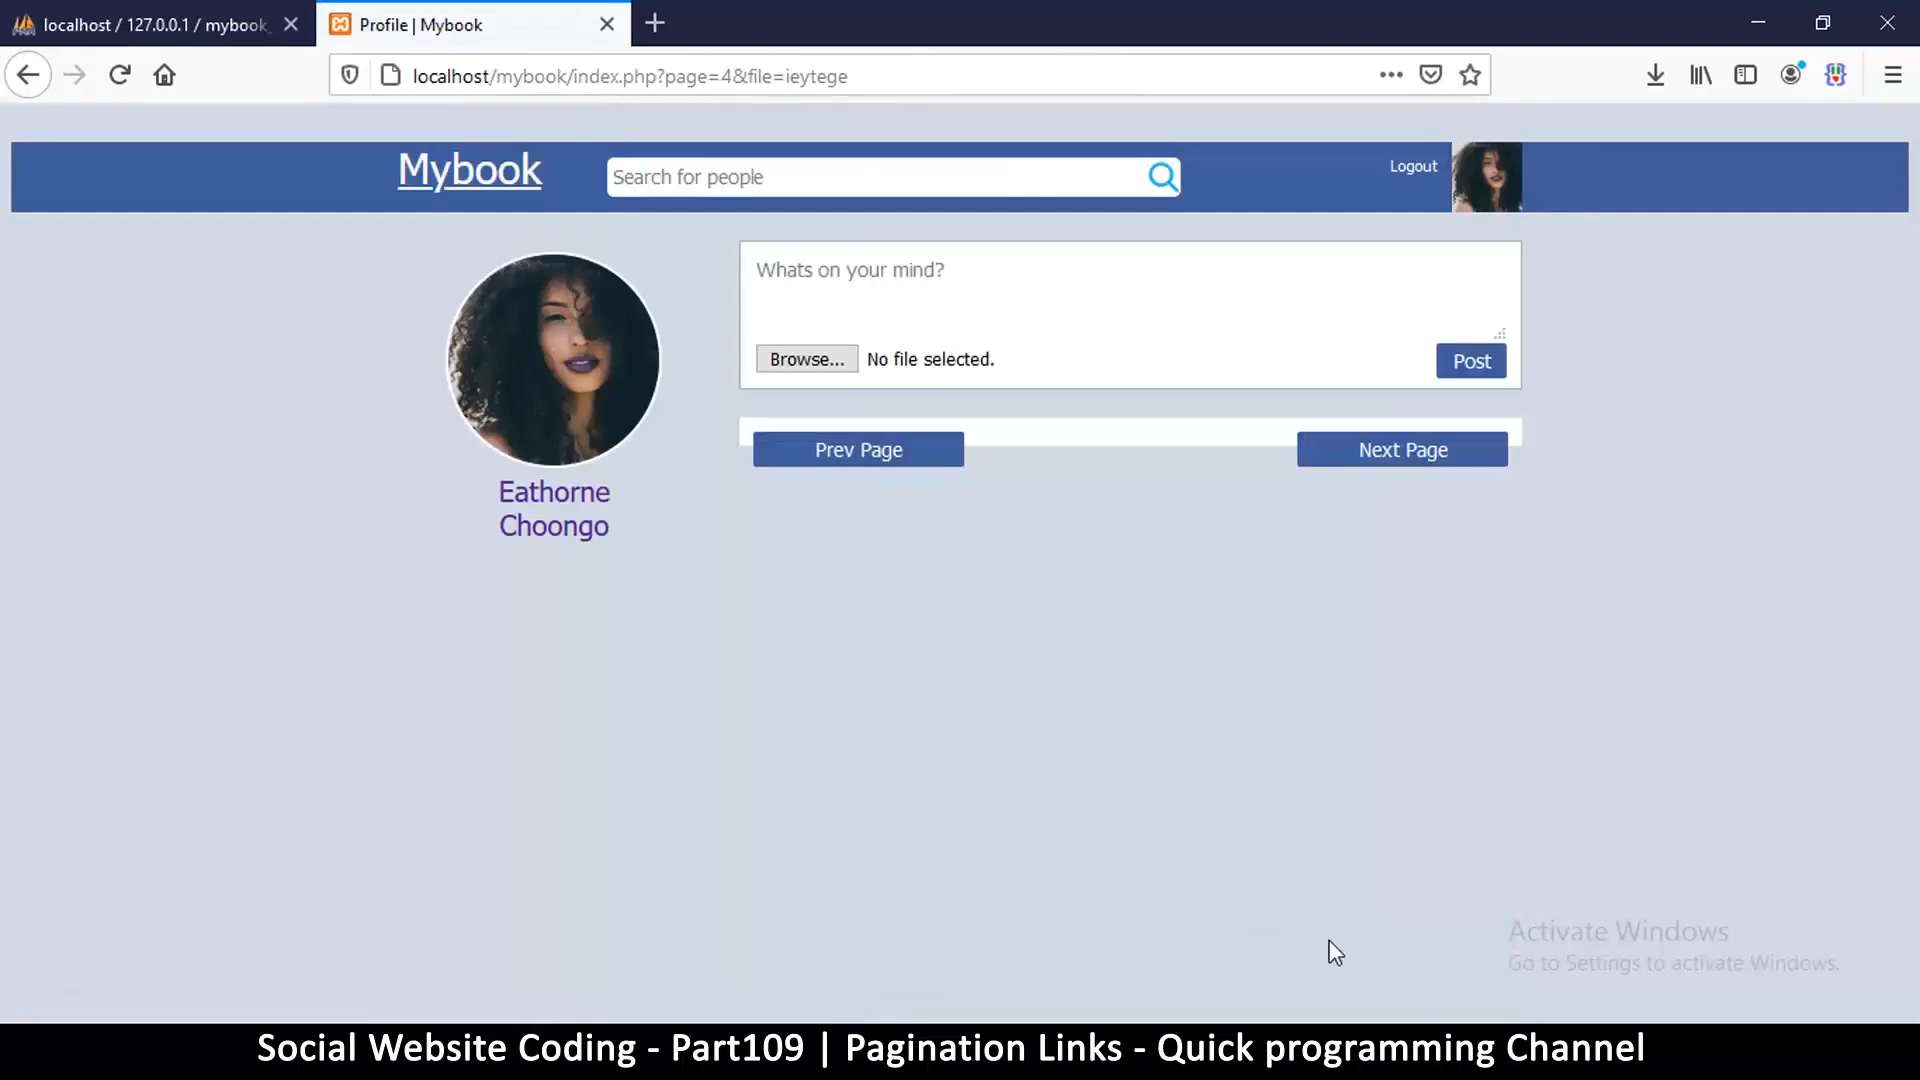 localhost / 127.0.0.1 / mybook_
Profile | Mybook
localhost/mybook/index.php?page=4&file=ieytege
Mybook
Search for people
Logout
Whats on your mind?
Browse... No file selected.
Post
Prev Page
Next Page
Eathorne
Choongo
Activate Windows
Go to Settings to activate Windows.
Social Website Coding - Part109 | Pagination Links - Quick programming Channel